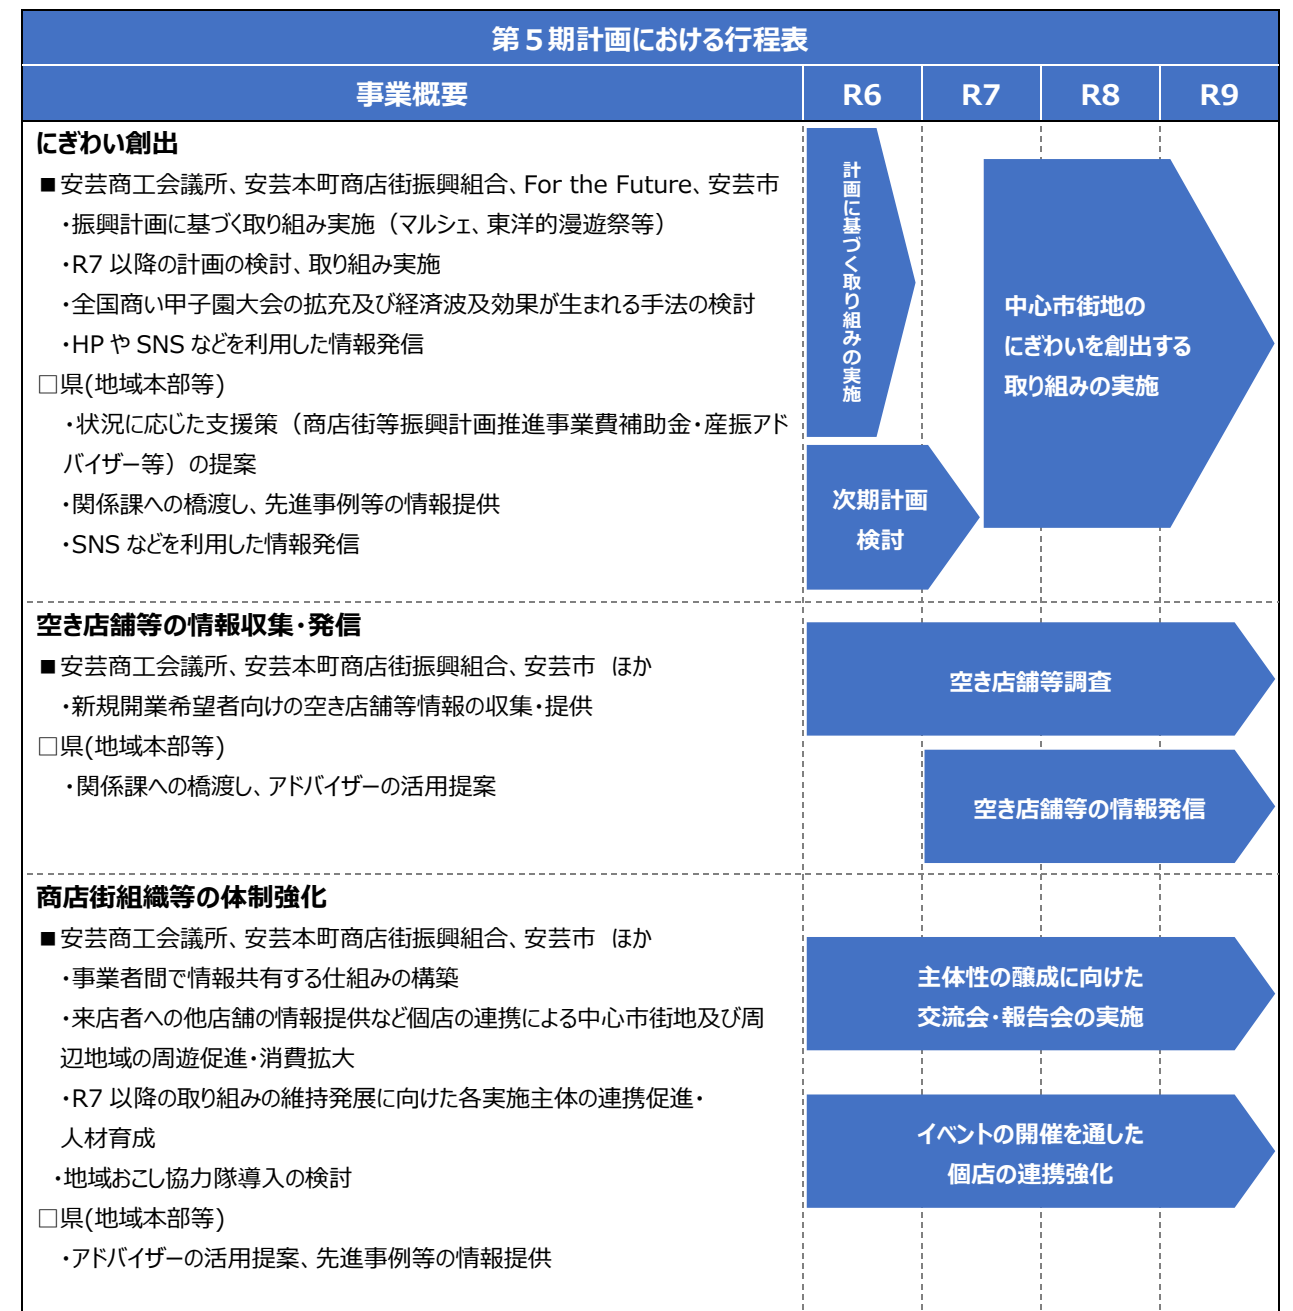 第５期計画における行程表
事業概要
R6
R7
R8
R9
にぎわい創出
■安芸商工会議所、安芸本町商店街振興組合、For the Future、安芸市
・振興計画に基づく取り組み実施（マルシェ、東洋的漫遊祭等）
・R7 以降の計画の検討、取り組み実施
・全国商い甲子園大会の拡充及び経済波及効果が生まれる手法の検討
・HP や SNS などを利用した情報発信
□県(地域本部等)
・状況に応じた支援策（商店街等振興計画推進事業費補助金・産振アド
バイザー等）の提案
・関係課への橋渡し、先進事例等の情報提供
・SNS などを利用した情報発信
計画に基づく取り組みの実施
次期計画
検討
中心市街地の
にぎわいを創出する
取り組みの実施
空き店舗等の情報収集・発信
■安芸商工会議所、安芸本町商店街振興組合、安芸市 ほか
・新規開業希望者向けの空き店舗等情報の収集・提供
□県(地域本部等)
・関係課への橋渡し、アドバイザーの活用提案
空き店舗等調査
空き店舗等の情報発信
商店街組織等の体制強化
■安芸商工会議所、安芸本町商店街振興組合、安芸市 ほか
・事業者間で情報共有する仕組みの構築
・来店者への他店舗の情報提供など個店の連携による中心市街地及び周
辺地域の周遊促進・消費拡大
・R7 以降の取り組みの維持発展に向けた各実施主体の連携促進・
人材育成
・地域おこし協力隊導入の検討
□県(地域本部等)
・アドバイザーの活用提案、先進事例等の情報提供
主体性の醸成に向けた
交流会・報告会の実施
イベントの開催を通した
個店の連携強化